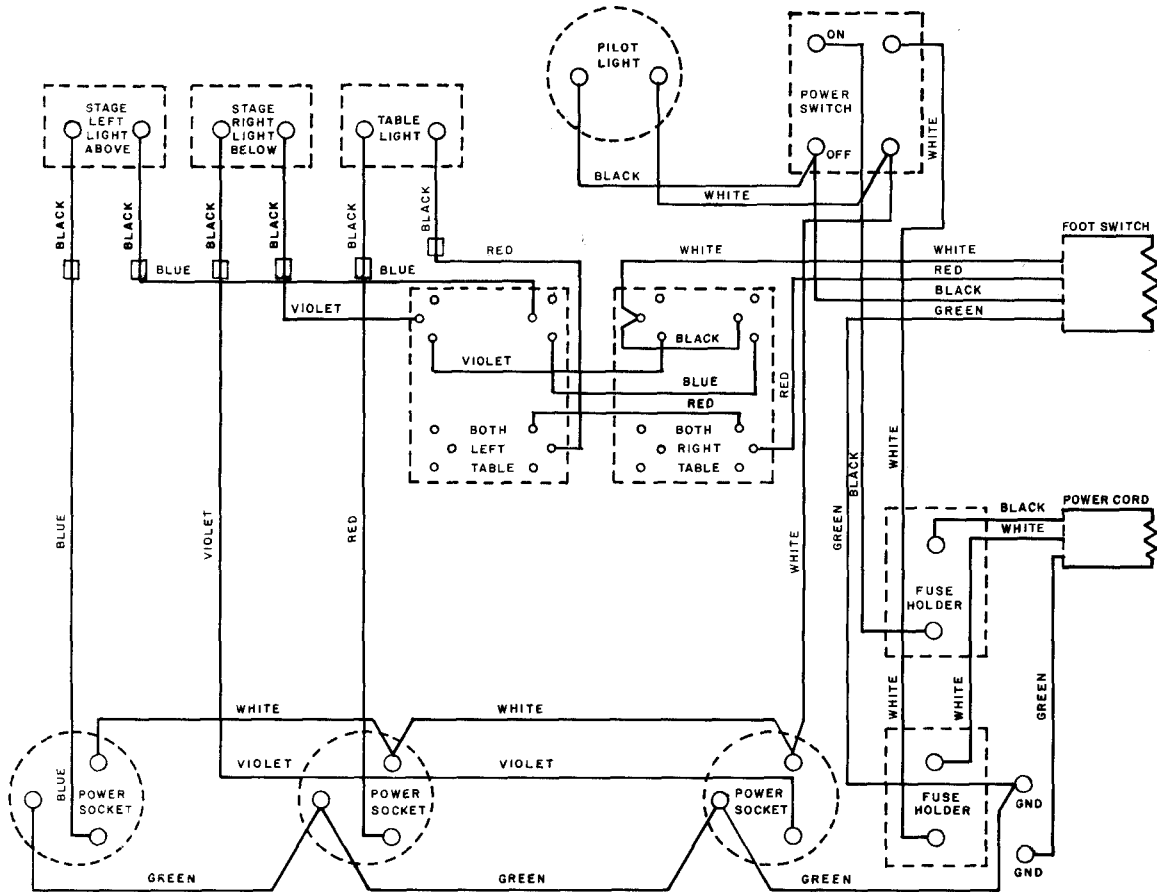 PILOT
LIGHT
ON
POWER
SWITCH
OFF
WHITE
STAGE
LEFT
LIGHT
ABOVE
STAGE
RIGHT
LIGHT
BELOW
TABLE
LIGHT
BLACK
WHITE
BLACK
BLACK
BLACK
BLACK
BLACK
BLACK
FOOT SWITCH
RED
WHITE
WHITE
BLUE
BLUE
RED
BLACK
VIOLET
GREEN
BLACK
VIOLET
BLUE
RED
RED
BOTH
LEFT
TABLE
BOTH
RIGHT
TABLE
BLACK
WHITE
POWER CORD
BLACK
WHITE
BLUE
VIOLET
RED
WHITE
GREEN
FUSE
HOLDER
GREEN
WHITE
WHITE
WHITE
WHITE
VIOLET
VIOLET
BLUE
POWER
SOCKET
POWER
SOCKET
POWER
SOCKET
FUSE
HOLDER
GND
GND
GREEN
GREEN
GREEN